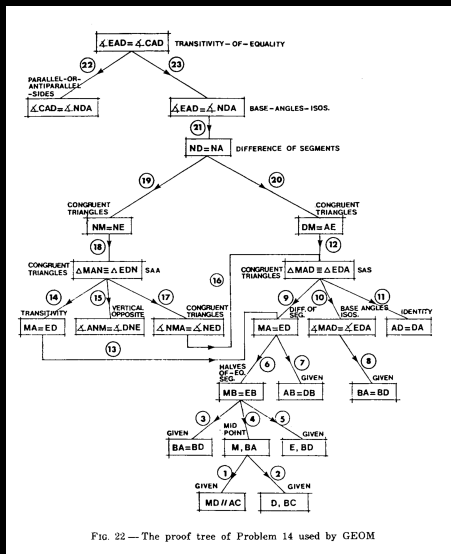 ∡EAD=∡CAD TRANSITIVITY-OF-EQUALITY
22 23
PARALLEL-OR-
ANTIPARALLEL
-SIDES
∡CAD=∡NDA ∡EAD=∡NDA BASE-ANGLES-ISOS.
21
ND=NA DIFFERENCE OF SEGMENTS
19 20
CONGRUENT
TRIANGLES
NM=NE
CONGRUENT
TRIANGLES
DM=AE
18 12
CONGRUENT
TRIANGLES
△MAN≡△EDN SAA
16
CONGRUENT
TRIANGLES
△MAD≡△EDA SAS
14 15 17
TRANSITIVITY
MA=ED
VERTICAL
OPPOSITE
∡ANM=∡DNE
CONGRUENT
TRIANGLES
∡NMA=∡NED
13
9 10 11
DIFF. OF
SEG.
MA=ED
BASE ANGLES
ISOS.
∡MAD=∡EDA
IDENTITY
AD=DA
6 7 8
HALVES
OF-EQ.
SEG.
MB=EB
GIVEN
AB=DB
GIVEN
BA=BD
3 4 5
GIVEN
BA=BD
MID
POINT
M, BA
GIVEN
E, BD
1 2
GIVEN
MD//AC
GIVEN
D, BC
FIG. 22 — The proof tree of Problem 14 used by GEOM